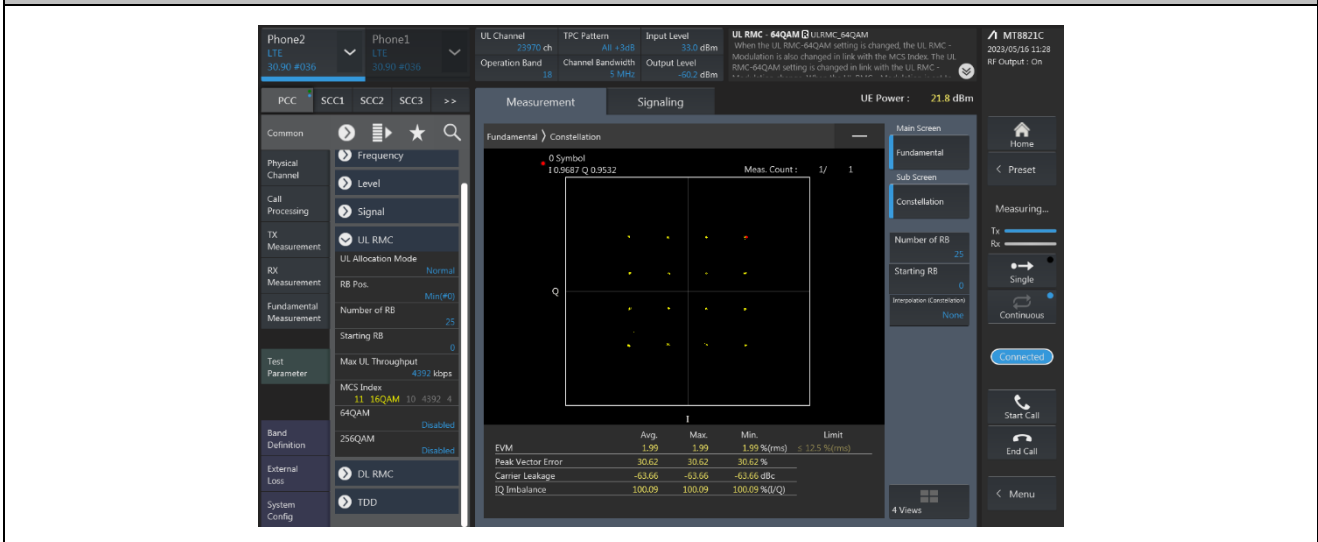 Phone2
LTE
30.90 #036
Phone1
LTE
30.90 #036
UL Channel
23970 ch
TPC Pattern
All +3dB
Input Level
33.0 dBm
Operation Band
18
Channel Bandwidth
5 MHz
Output Level
-60.2 dBm
UL RMC - 64QAM ULRMC_64QAM
When the UL RMC-64QAM setting is changed, the UL RMC -
Modulation is also changed in link with the MCS Index. The UL
RMC-64QAM setting is changed in link with the UL RMC -
MT8821C
2023/05/16 11:28
RF Output : On
PCC
SCC1
SCC2
SCC3
>>
Measurement
Signaling
UE Power : 21.8 dBm
Common
Physical
Channel
Call
Processing
TX
Measurement
RX
Measurement
Fundamental
Measurement
Test
Parameter
Band
Definition
External
Loss
System
Config
Frequency
Level
Signal
UL RMC
UL Allocation Mode
Normal
RB Pos.
Min(#0)
Number of RB
25
Starting RB
0
Max UL Throughput
4392 kbps
MCS Index
11 16QAM 10 4392 4
64QAM
Disabled
256QAM
Disabled
DL RMC
TDD
Fundamental ⟩ Constellation
0 Symbol
I 0.9687 Q 0.9532
Meas. Count : 1/ 1
Q
I
Avg. Max. Min. Limit
EVM 1.99 1.99 1.99 %(rms) ≤ 12.5 %(rms)
Peak Vector Error 30.62 30.62 30.62 %
Carrier Leakage -63.66 -63.66 -63.66 dBc
IQ Imbalance 100.09 100.09 100.09 %(I/Q)
Main Screen
Fundamental
Sub Screen
Constellation
Number of RB
25
Starting RB
0
Interpolation (Constellation)
None
4 Views
Home
< Preset
Measuring...
Tx
Rx
Single
Continuous
Connected
Start Call
End Call
< Menu